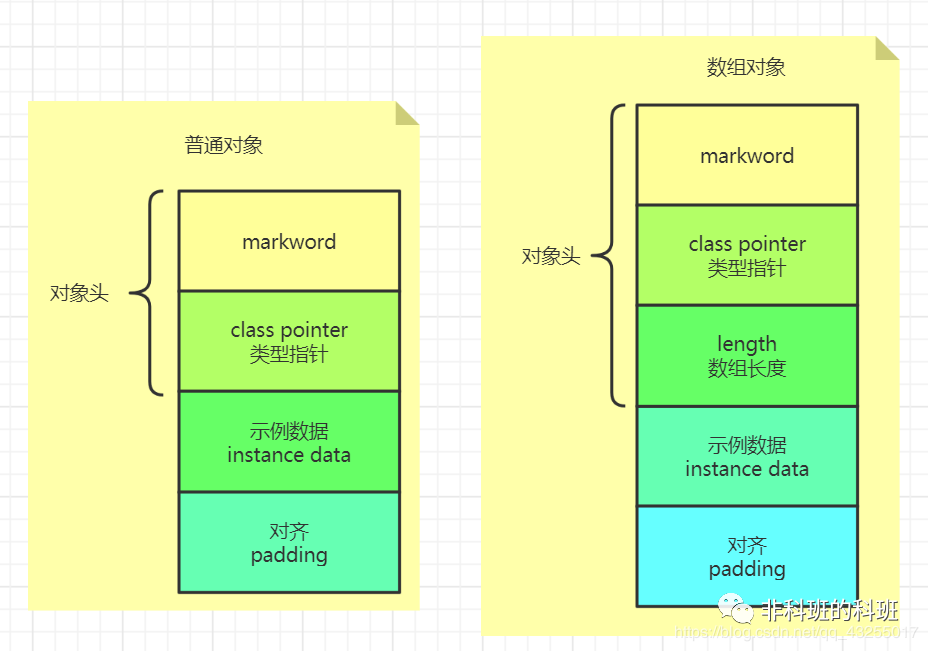 普通对象
对象头
markword
class pointer
类型指针
示例数据
instance data
对齐
padding
数组对象
对象头
markword
class pointer
类型指针
length
数组长度
示例数据
instance data
对齐
padding
非科班的科班
https://blog.csdn.net/qq_43255017